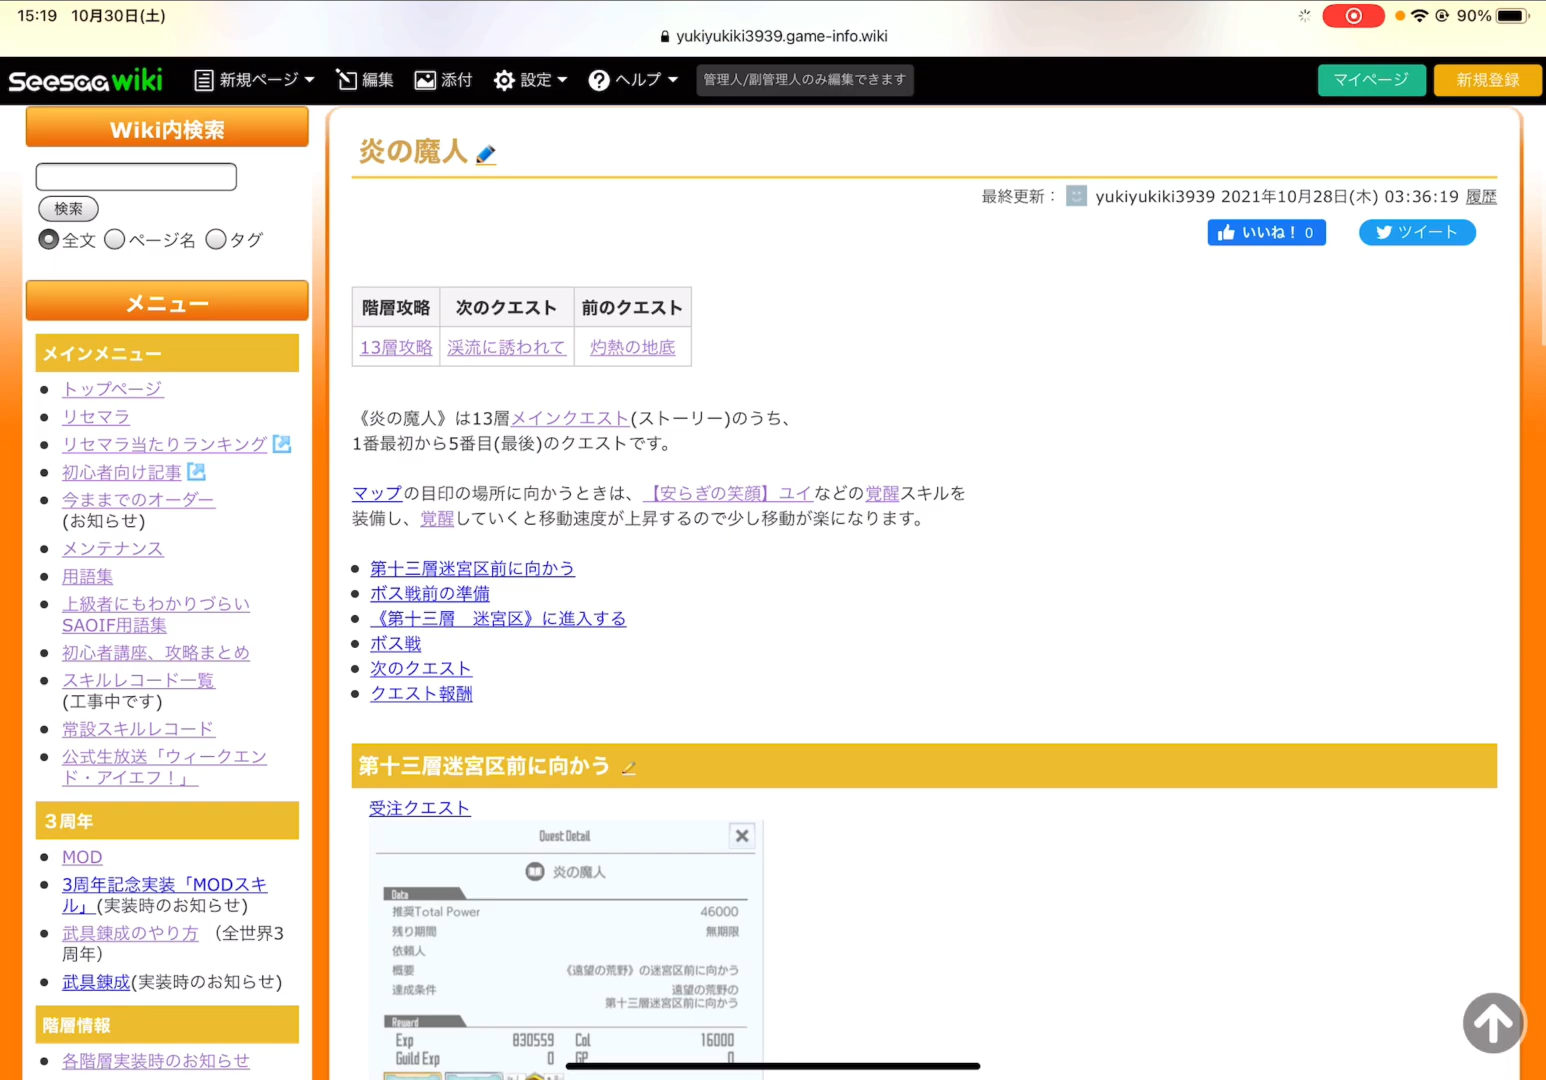 15:19 10月30日(土)
90%
yukiyukiki3939.game-info.wiki
Seesaa wiki
新規ページ
編集
添付
設定
ヘルプ
管理人/副管理人のみ編集できます
マイページ
新規登録
Wiki内検索
検索
全文 ページ名 タグ
メニュー
メインメニュー
トップページ
リセマラ
リセマラ当たりランキング
初心者向け記事
今ままでのオーダー
(お知らせ)
メンテナンス
用語集
上級者にもわかりづらい
SAOIF用語集
初心者講座、攻略まとめ
スキルレコード一覧
(工事中です)
常設スキルレコード
公式生放送「ウィークエン
ド・アイエフ！」
３周年
MOD
3周年記念実装「MODスキ
ル」(実装時のお知らせ)
武具錬成のやり方 （全世界3
周年）
武具錬成(実装時のお知らせ)
階層情報
各階層実装時のお知らせ
炎の魔人
最終更新： yukiyukiki3939 2021年10月28日(木) 03:36:19 履歴
いいね！ 0
ツイート
階層攻略 次のクエスト 前のクエスト
13層攻略 渓流に誘われて 灼熱の地底
《炎の魔人》は13層メインクエスト(ストーリー)のうち、
1番最初から5番目(最後)のクエストです。
マップの目印の場所に向かうときは、【安らぎの笑顔】ユイなどの覚醒スキルを
装備し、覚醒していくと移動速度が上昇するので少し移動が楽になります。
第十三層迷宮区前に向かう
ボス戦前の準備
《第十三層　迷宮区》に進入する
ボス戦
次のクエスト
クエスト報酬
第十三層迷宮区前に向かう
受注クエスト
Quest Detail
炎の魔人
Data
推奨Total Power 46000
残り期間 無期限
依頼人
概要 《遠望の荒野》の迷宮区前に向かう
達成条件 遠望の荒野の
第十三層迷宮区前に向かう
Reward
Exp 830559 Col 16000
Guild Exp 0 GP 0